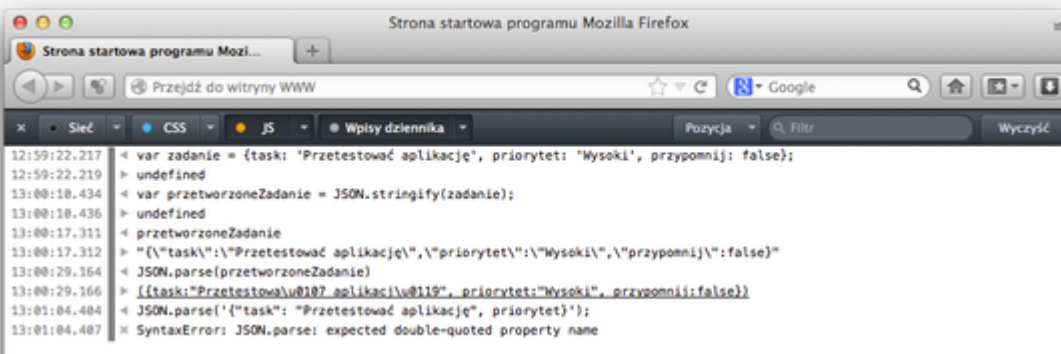 Strona startowa programu Mozilla Firefox
Strona startowa programu Mozi...
Przejdź do witryny WWW
Google
Sieć CSS JS Wpisy dziennika Pozycja Filtr Wyczyść
12:59:22.217 var zadanie = {task: 'Przetestować aplikację', priorytet: 'Wysoki', przypomnij: false};
12:59:22.219 undefined
13:00:10.434 var przetworzoneZadanie = JSON.stringify(zadanie);
13:00:10.436 undefined
13:00:17.311 przetworzoneZadanie
13:00:17.312 "{\"task\":\"Przetestować aplikację\",\"priorytet\":\"Wysoki\",\"przypomnij\":false}"
13:00:29.164 JSON.parse(przetworzoneZadanie)
13:00:29.166 ({task:"Przetestowa\u0107 aplikacj\u0119", priorytet:"Wysoki", przypomnij:false})
13:01:04.404 JSON.parse('{"task": "Przetestować aplikację", priorytet}');
13:01:04.407 SyntaxError: JSON.parse: expected double-quoted property name